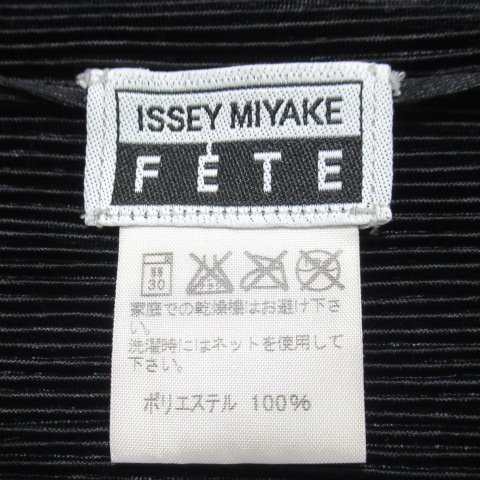 ISSEY MIYAKE
FÉTE
弱
30
家庭での乾燥機はお避け下さ
い。
洗濯時にはネットを使用して
下さい。
ポリエステル 100%